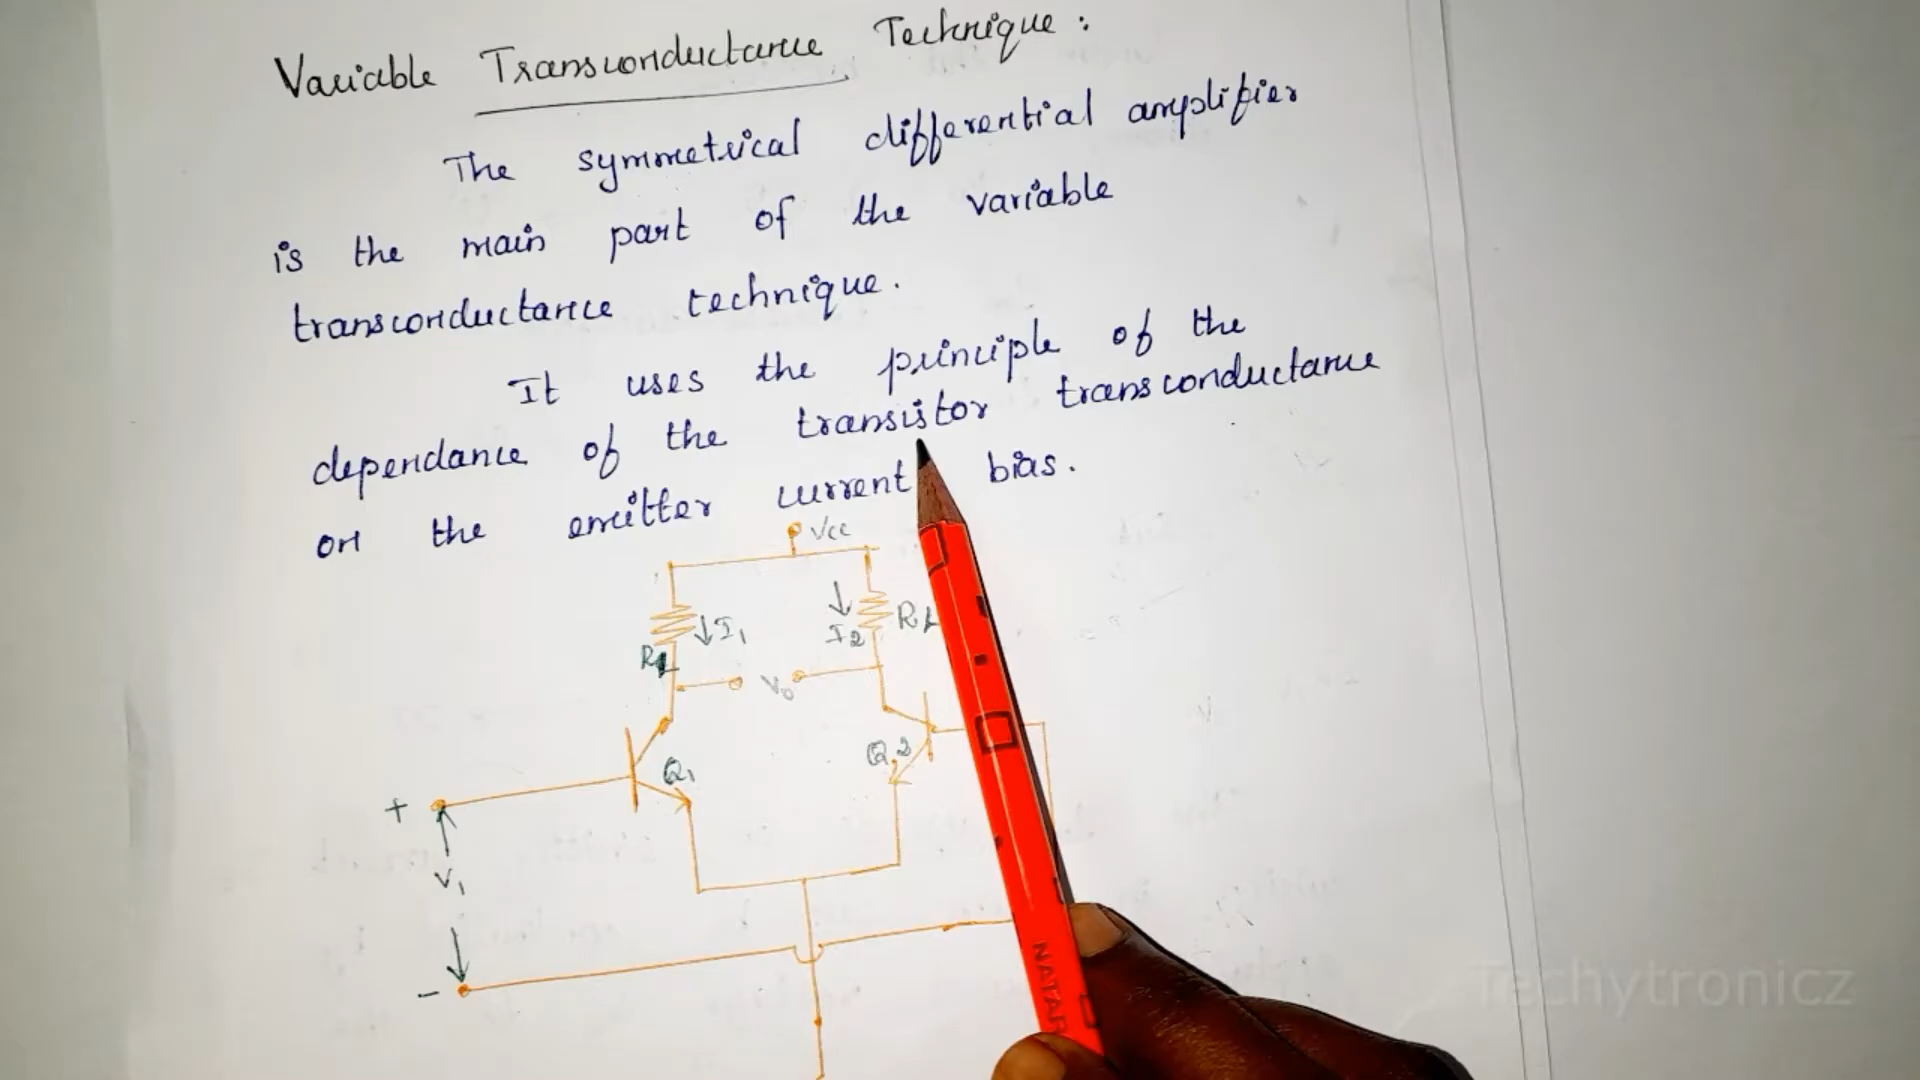 Variable Transconductance Technique :
The symmetrical differential amplifier
is the main part of the variable
transconductance technique.
It uses the principle of the
dependance of the transistor transconductance
on the emitter current bias.
Vcc
I1
I2
RL
RL
Vo
Q1
Q2
+
V1
-
NATAR
Techytronicz